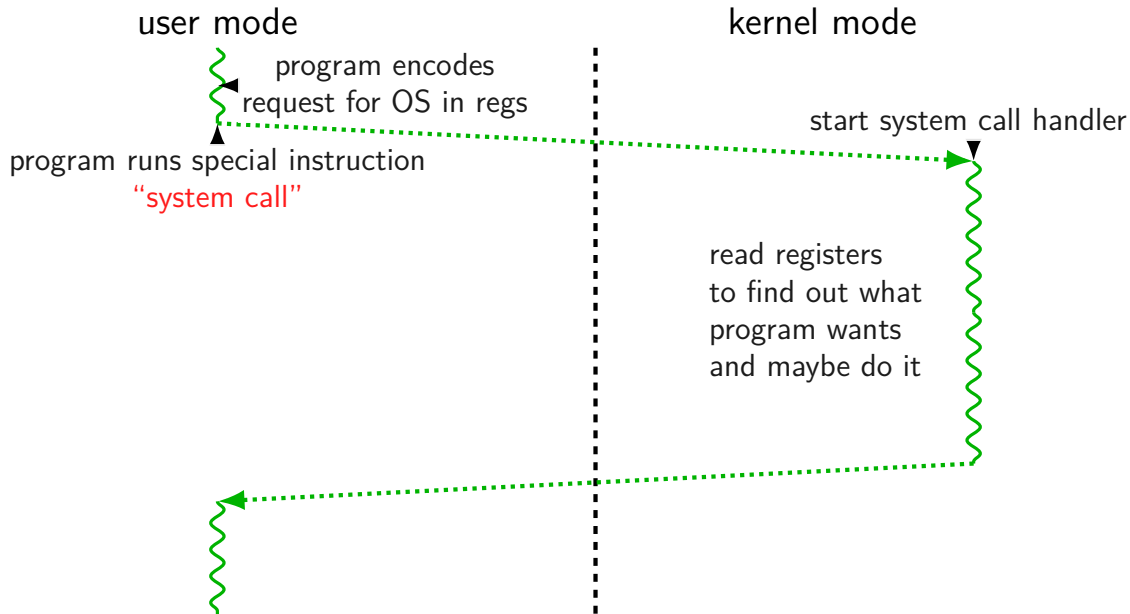 user mode
kernel mode
program encodes
request for OS in regs
start system call handler
program runs special instruction
“system call”
read registers
to find out what
program wants
and maybe do it